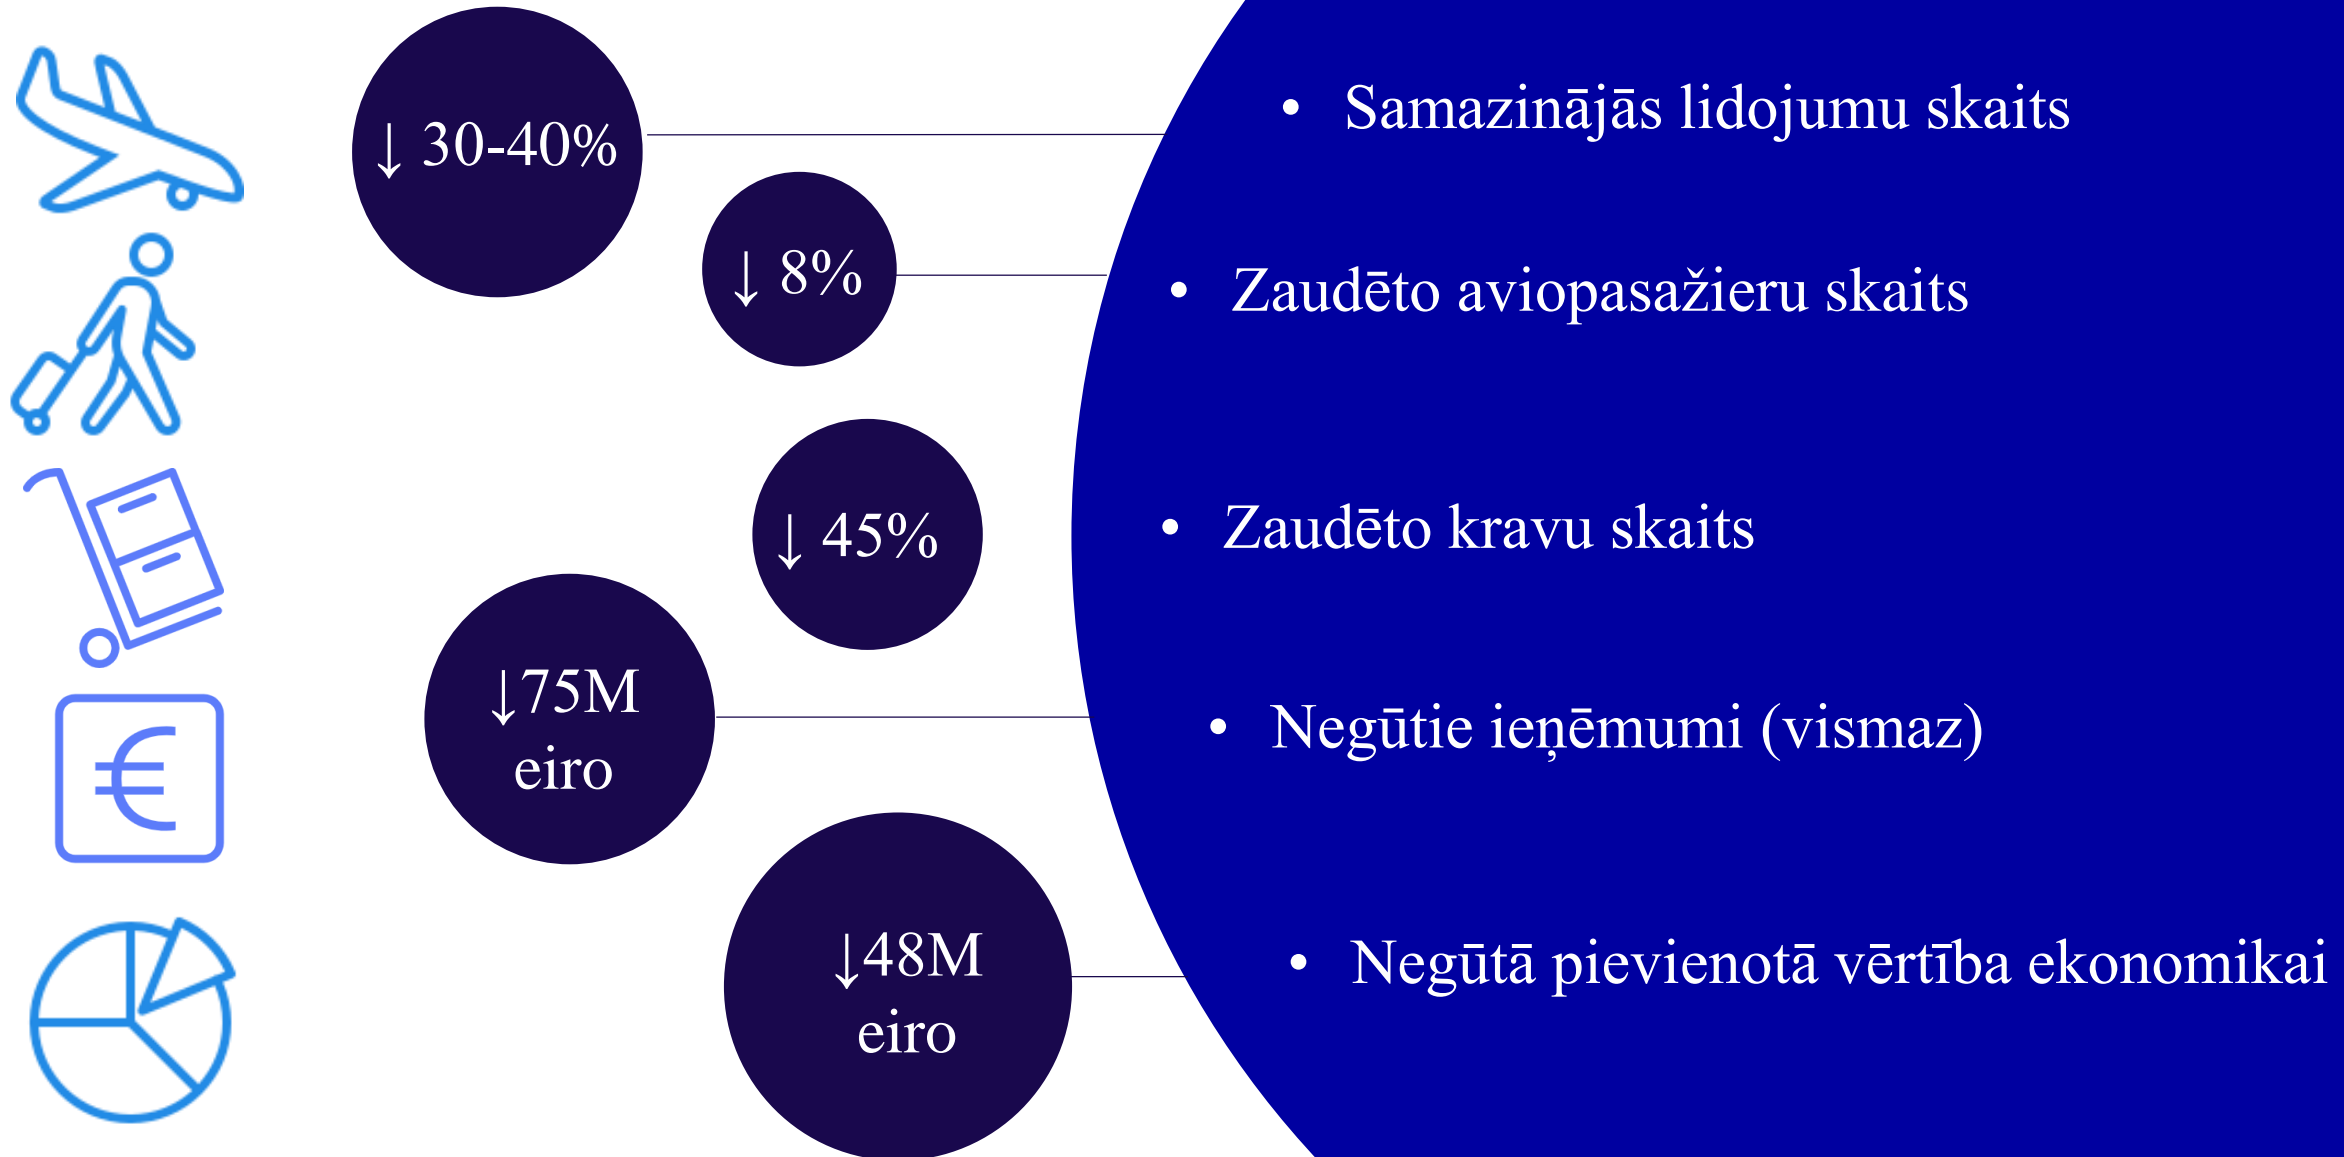 ↓ 30-40%
• Samazinājās lidojumu skaits
↓ 8%
• Zaudēto aviopasažieru skaits
↓ 45%
• Zaudēto kravu skaits
↓75M
eiro
• Negūtie ieņēmumi (vismaz)
↓48M
eiro
• Negūtā pievienotā vērtība ekonomikai